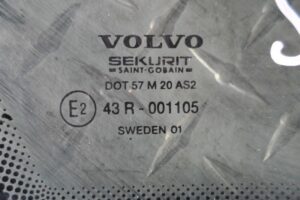 VOLVO
SEKURIT
SAINT-GOBAIN
DOT 57 M 20 AS2
E2 43 R - 001105
SWEDEN 01